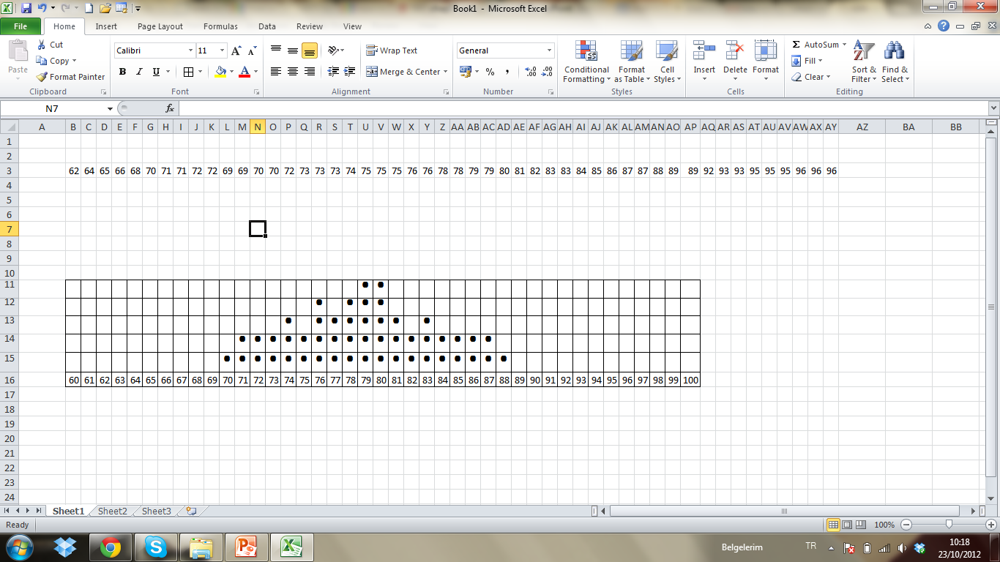 Book1 - Microsoft Excel
File Home Insert Page Layout Formulas Data Review View
Paste
Cut
Copy
Format Painter
Clipboard
Calibri 11
B I U
Font
Wrap Text
Merge & Center
Alignment
General
% , .00
Number
Conditional Formatting
Format as Table
Cell Styles
Styles
Insert Delete Format
Cells
Σ AutoSum
Fill
Clear
Sort & Filter
Find & Select
Editing
N7 fx
A B C D E F G H I J K L M N O P Q R S T U V W X Y Z AA AB AC AD AE AF AG AH AI AJ AK AL AM AN AO AP AQ AR AS AT AU AV AW AX AY AZ BA BB
1
2
3 62 64 65 66 68 70 71 71 72 72 69 69 70 70 72 73 73 73 74 75 75 75 76 76 78 78 79 79 80 81 82 83 83 84 85 86 87 87 88 89 89 92 93 93 95 95 95 96 96 96
4
5
6
7
8
9
10
11
12
13
14
15
16 60 61 62 63 64 65 66 67 68 69 70 71 72 73 74 75 76 77 78 79 80 81 82 83 84 85 86 87 88 89 90 91 92 93 94 95 96 97 98 99 100
17
18
19
20
21
22
23
24
Sheet1 Sheet2 Sheet3
Ready 100%
Belgelerim TR 10:18
23/10/2012